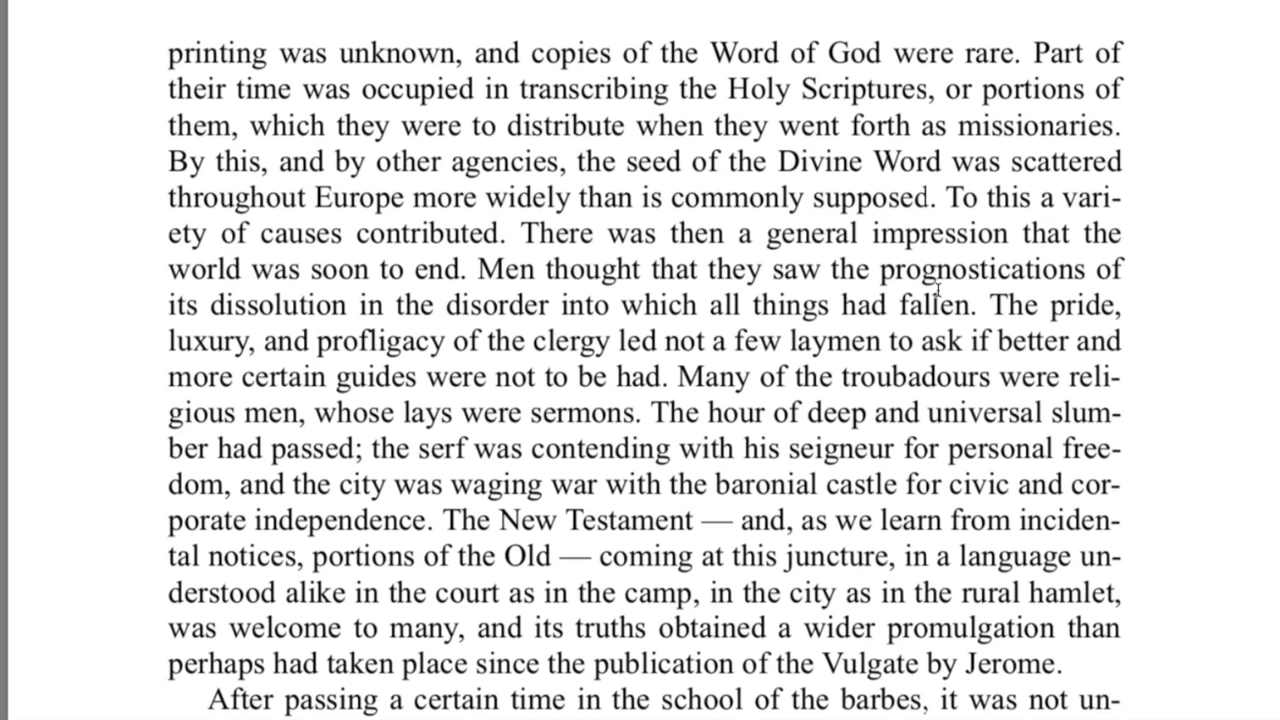 printing was unknown, and copies of the Word of God were rare. Part of
their time was occupied in transcribing the Holy Scriptures, or portions of
them, which they were to distribute when they went forth as missionaries.
By this, and by other agencies, the seed of the Divine Word was scattered
throughout Europe more widely than is commonly supposed. To this a vari-
ety of causes contributed. There was then a general impression that the
world was soon to end. Men thought that they saw the prognostications of
its dissolution in the disorder into which all things had fallen. The pride,
luxury, and profligacy of the clergy led not a few laymen to ask if better and
more certain guides were not to be had. Many of the troubadours were reli-
gious men, whose lays were sermons. The hour of deep and universal slum-
ber had passed; the serf was contending with his seigneur for personal free-
dom, and the city was waging war with the baronial castle for civic and cor-
porate independence. The New Testament — and, as we learn from inciden-
tal notices, portions of the Old — coming at this juncture, in a language un-
derstood alike in the court as in the camp, in the city as in the rural hamlet,
was welcome to many, and its truths obtained a wider promulgation than
perhaps had taken place since the publication of the Vulgate by Jerome.
After passing a certain time in the school of the barbes, it was not un-